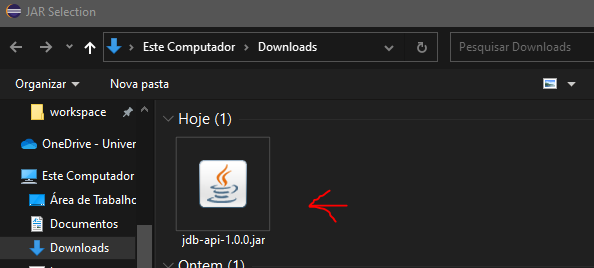 JAR Selection
Este Computador > Downloads
Pesquisar Downloads
Organizar
Nova pasta
workspace
OneDrive - Univer
Este Computador
Área de Trabalho
Documentos
Downloads
Hoje (1)
jdb-api-1.0.0.jar
Ontem (1)